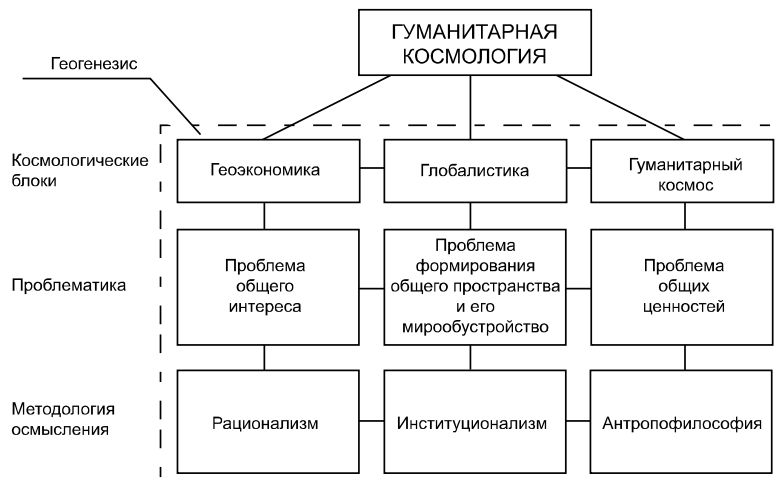 ГУМАНИТАРНАЯ
КОСМОЛОГИЯ
Геогенезис
Космологические
блоки
Геоэкономика
Глобалистика
Гуманитарный
космос
Проблематика
Проблема
общего
интереса
Проблема
формирования
общего пространства
и его
мирообустройство
Проблема
общих
ценностей
Методология
осмысления
Рационализм
Институционализм
Антропофилософия